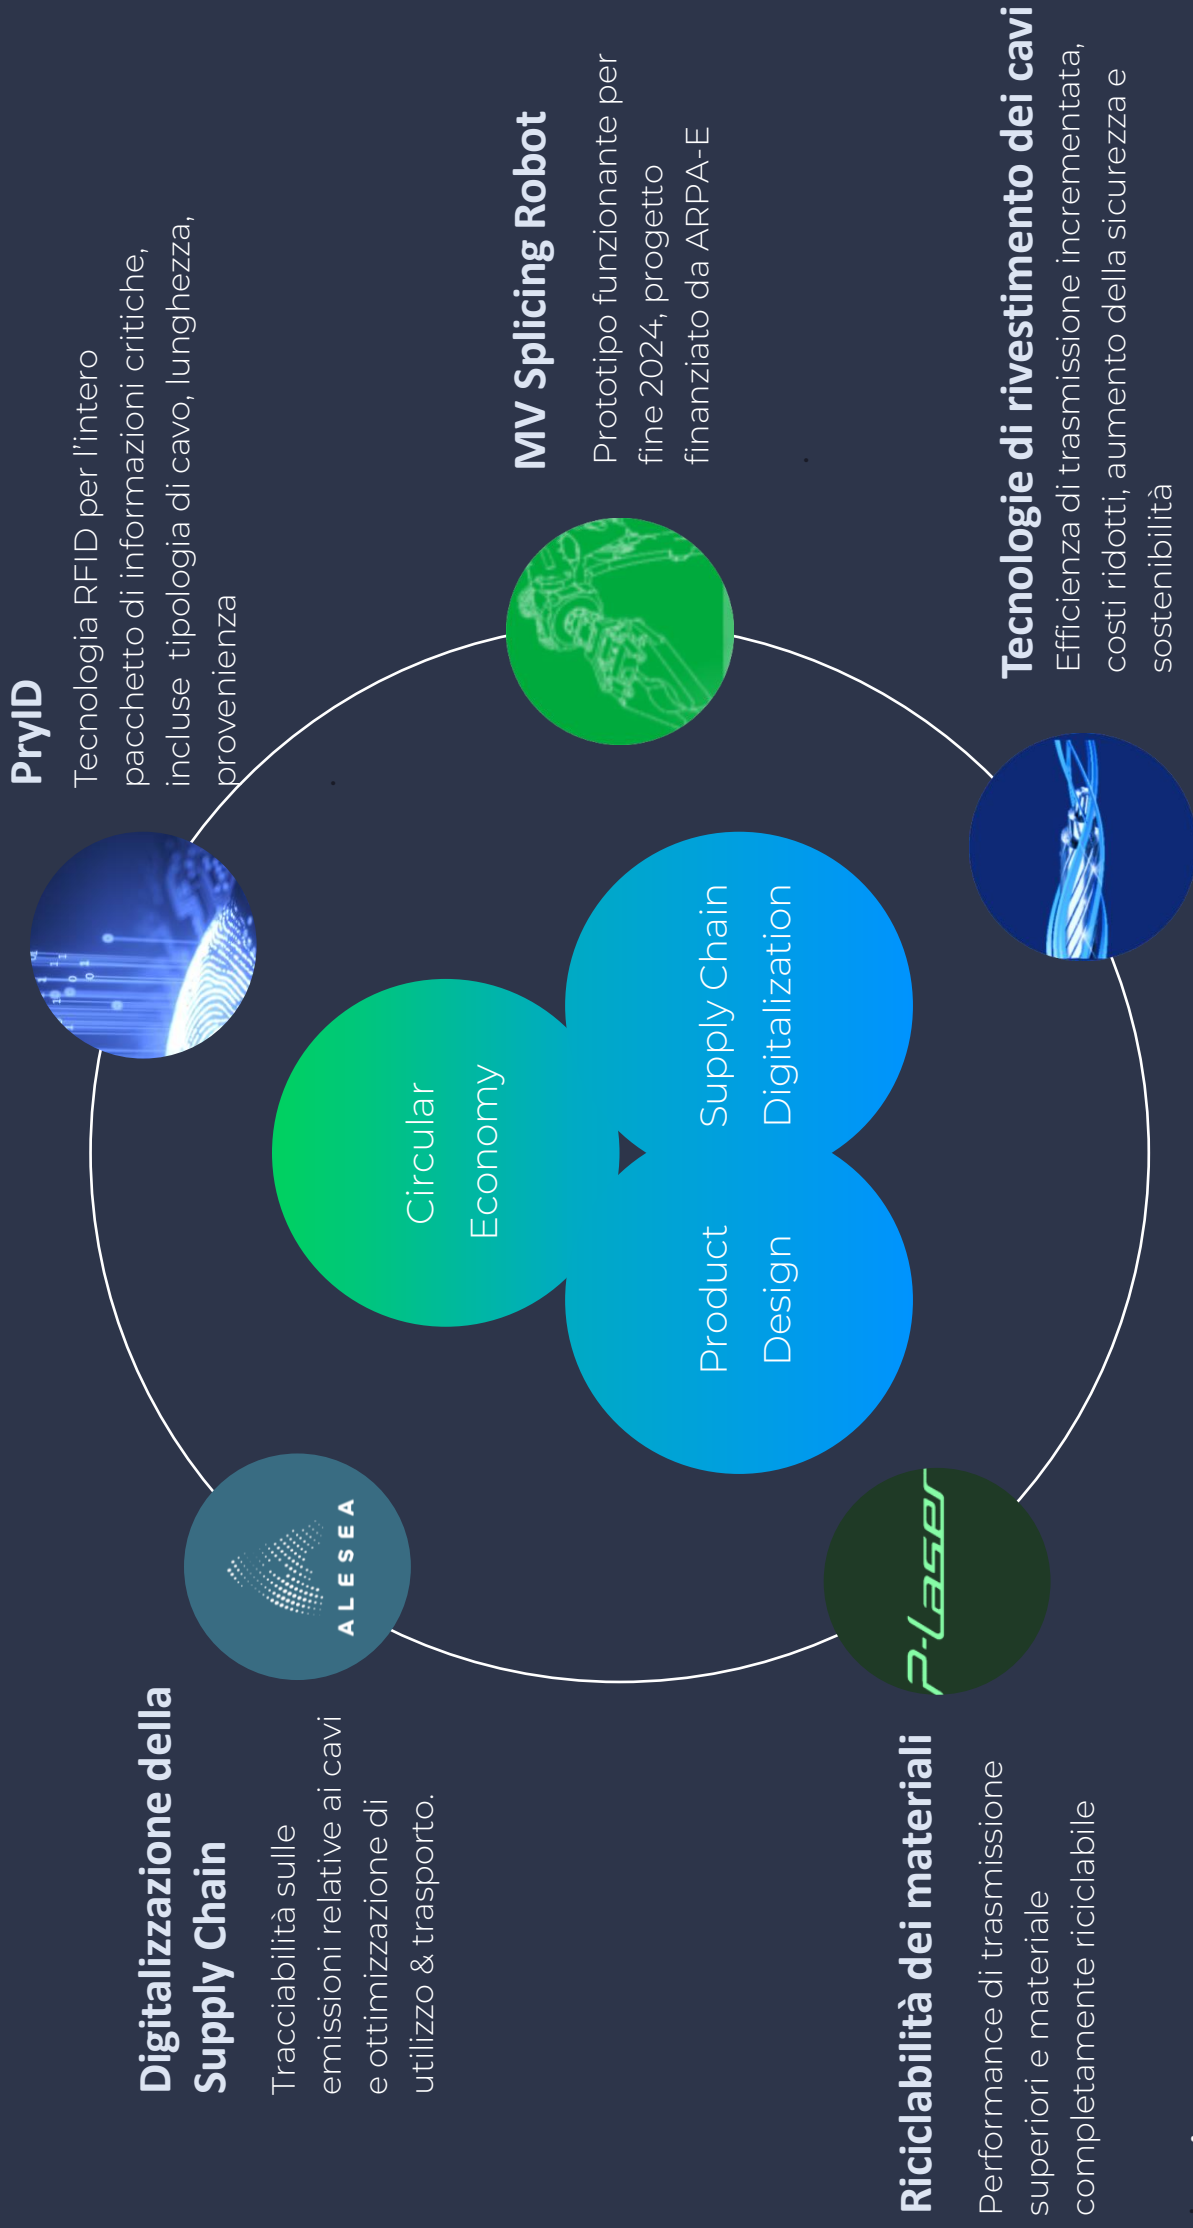 Digitalizzazione della
Supply Chain
Tracciabilità sulle
emissioni relative ai cavi
e ottimizzazione di
utilizzo & trasporto.
ALESEA
PryID
Tecnologia RFID per l'intero
pacchetto di informazioni critiche,
incluse tipologia di cavo, lunghezza,
provenienza
Circular
Economy
Product
Design
Supply Chain
Digitalization
MV Splicing Robot
Prototipo funzionante per
fine 2024, progetto
finanziato da ARPA-E
Riciclabilità dei materiali
Performance di trasmissione
superiori e materiale
completamente riciclabile
P-Laser
Tecnologie di rivestimento dei cavi
Efficienza di trasmissione incrementata,
costi ridotti, aumento della sicurezza e
sostenibilità